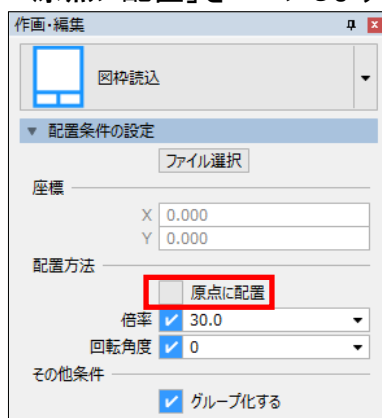 作画・編集
図枠読込
配置条件の設定
ファイル選択
座標
X 0.000
Y 0.000
配置方法
原点に配置
倍率 30.0
回転角度 0
その他条件
グループ化する